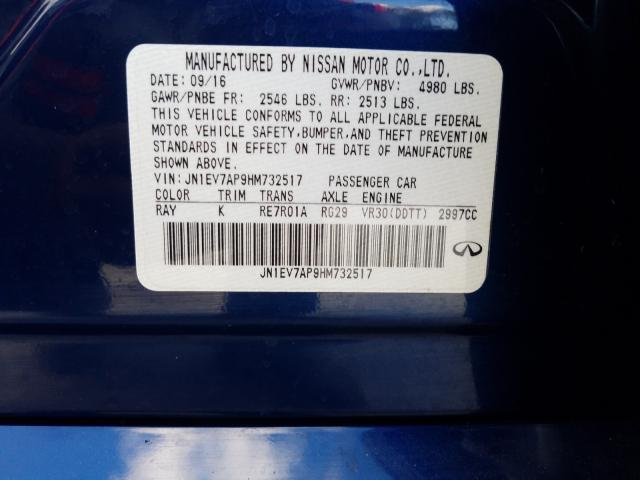 MANUFACTURED BY NISSAN MOTOR CO.,LTD.
DATE: 09/16 GVWR/PNBV: 4980 LBS.
GAWR/PNBE FR: 2546 LBS. RR: 2513 LBS.
THIS VEHICLE CONFORMS TO ALL APPLICABLE FEDERAL
MOTOR VEHICLE SAFETY,BUMPER,AND THEFT PREVENTION
STANDARDS IN EFFECT ON THE DATE OF MANUFACTURE
SHOWN ABOVE.
VIN: JN1EV7AP9HM732517 PASSENGER CAR
COLOR TRIM TRANS AXLE ENGINE
RAY K RE7R01A RG29 VR30(DDTT) 2997CC
JN1EV7AP9HM732517